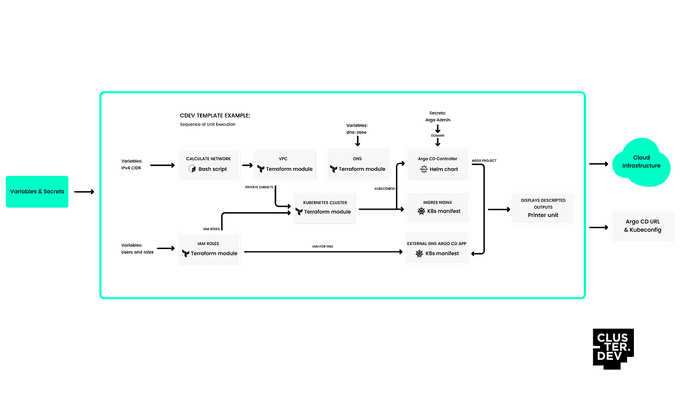 CDEV TEMPLATE EXAMPLE:
Sequence of Unit Execution
Variables:
dns-zone
Secrets:
Argo Admin
DOMAIN
Variables:
IPv4 CIDR
CALCULATE NETWORK
Bash script
VPC
Terraform module
DNS
Terraform module
Argo CD Controller
Helm chart
ARGO PROJECT
Cloud
Infrastructure
Variables & Secrets
PRIVATE SUBNETS
KUBECONFIG
KUBERNETES CLUSTER
Terraform module
INGRES NGINX
K8s manifest
DISPLAYS DESCRIPTED
OUTPUTS
Printer unit
Argo CD URL
& Kubeconfig
IAM ROLES
Variables:
Users and roles
IAM ROLES
Terraform module
IAM FOR DNS
EXTERNAL DNS ARGO CD APP
K8s manifest
CLUS
TER.
DEV